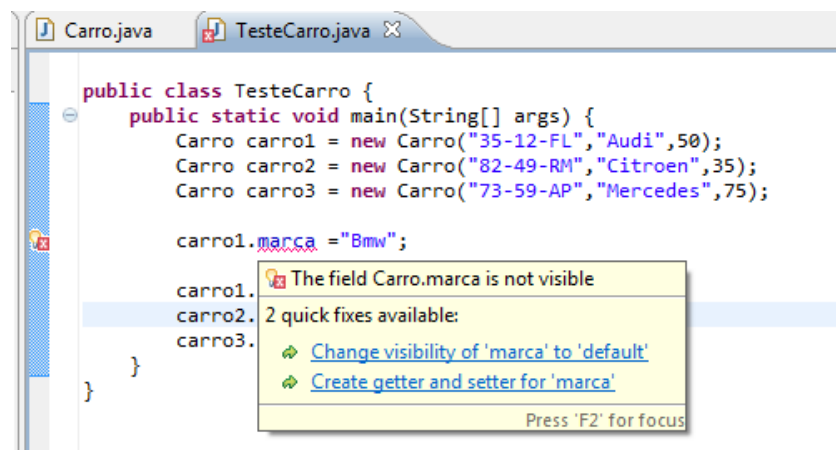 Carro.java TesteCarro.java
public class TesteCarro {
public static void main(String[] args) {
Carro carro1 = new Carro("35-12-FL","Audi",50);
Carro carro2 = new Carro("82-49-RM","Citroen",35);
Carro carro3 = new Carro("73-59-AP","Mercedes",75);
carro1.marca ="Bmw";
The field Carro.marca is not visible
carro1.
carro2. 2 quick fixes available:
carro3. Change visibility of 'marca' to 'default'
}
Create getter and setter for 'marca'
}
Press 'F2' for focus